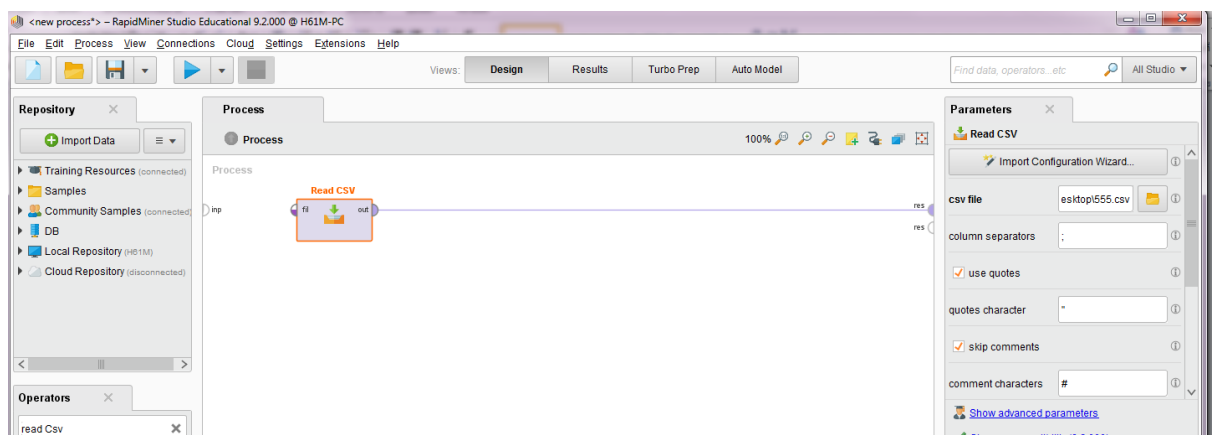 <new process*> – RapidMiner Studio Educational 9.2.000 @ H61M-PC
File Edit Process View Connections Cloud Settings Extensions Help
Views: Design Results Turbo Prep Auto Model Find data, operators...etc All Studio
Repository
Import Data
Training Resources (connected)
Samples
Community Samples (connected)
DB
Local Repository (H61M)
Cloud Repository (disconnected)
Operators
read Csv
Process
Process
100%
Process
Read CSV
inp fil out res
res
Parameters
Read CSV
Import Configuration Wizard...
csv file esktop\555.csv
column separators ;
use quotes
quotes character "
skip comments
comment characters #
Show advanced parameters